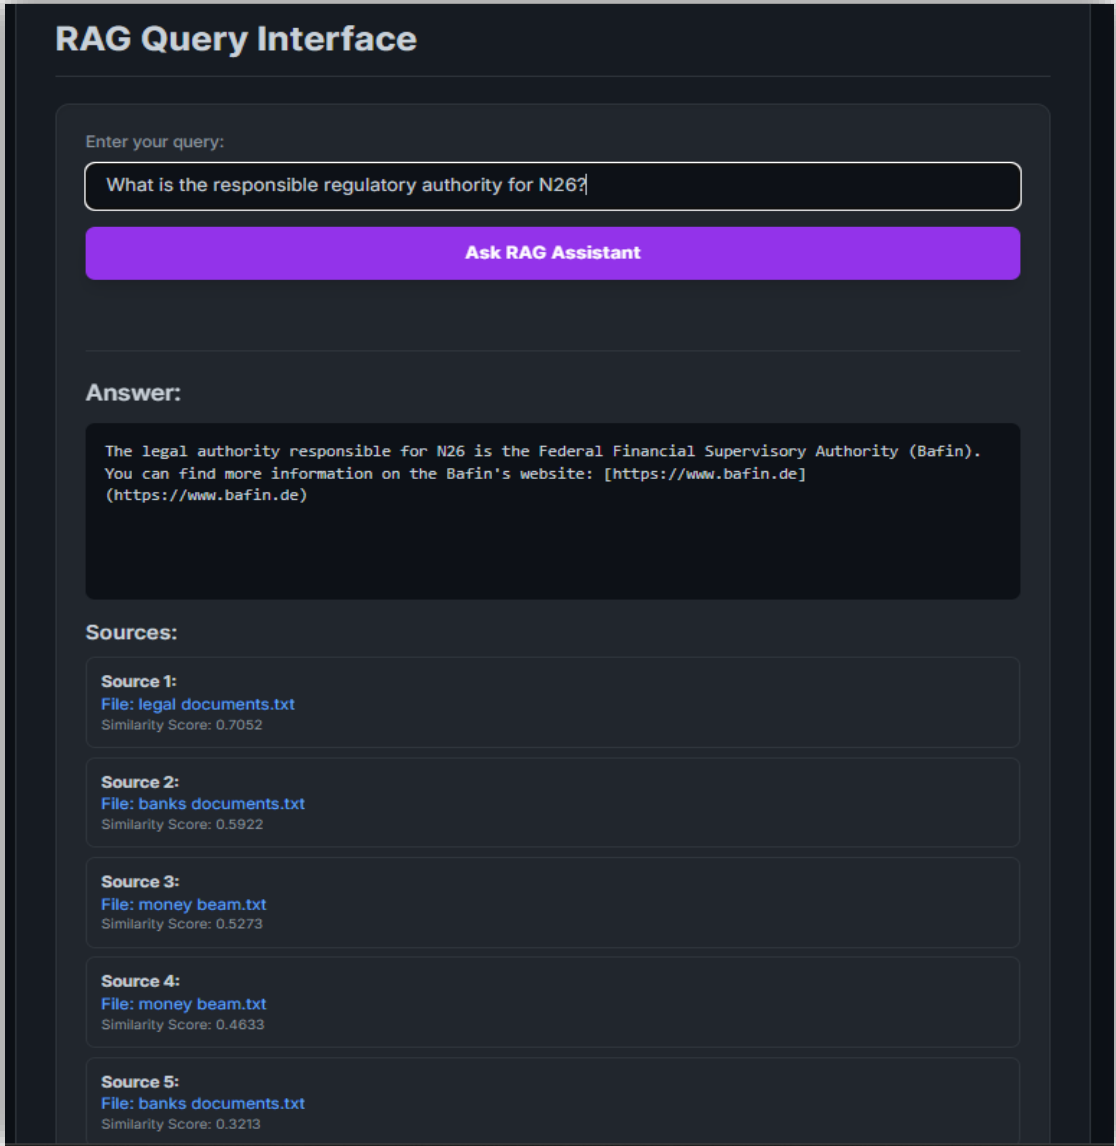 RAG Query Interface
Enter your query:
What is the responsible regulatory authority for N26?
Ask RAG Assistant
Answer:
The legal authority responsible for N26 is the Federal Financial Supervisory Authority (Bafin).
You can find more information on the Bafin's website: [https://www.bafin.de]
(https://www.bafin.de)
Sources:
Source 1:
File: legal documents.txt
Similarity Score: 0.7052
Source 2:
File: banks documents.txt
Similarity Score: 0.5922
Source 3:
File: money beam.txt
Similarity Score: 0.5273
Source 4:
File: money beam.txt
Similarity Score: 0.4633
Source 5:
File: banks documents.txt
Similarity Score: 0.3213